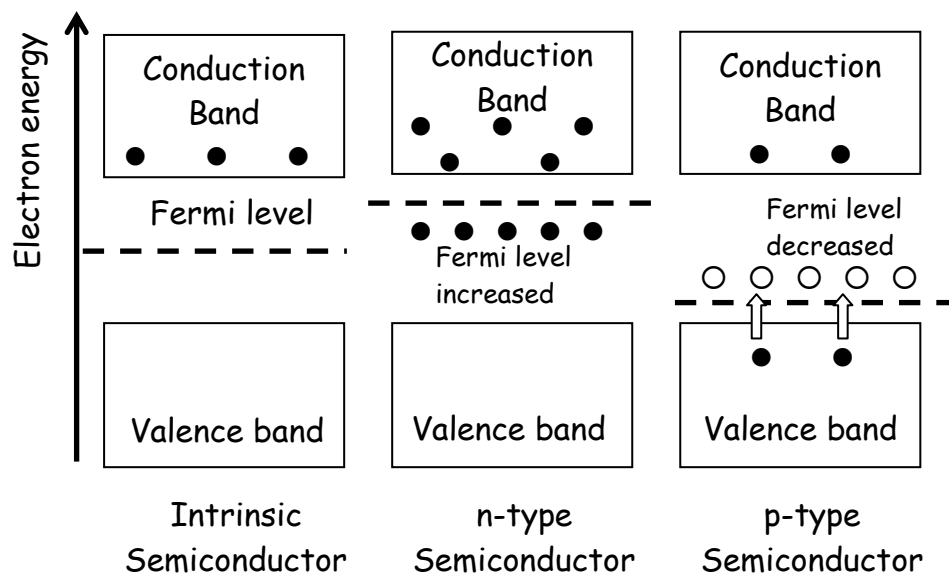 Electron energy
Conduction
Band
Fermi level
Valence band
Intrinsic
Semiconductor
Conduction
Band
Fermi level
increased
Valence band
n-type
Semiconductor
Conduction
Band
Fermi level
decreased
Valence band
p-type
Semiconductor